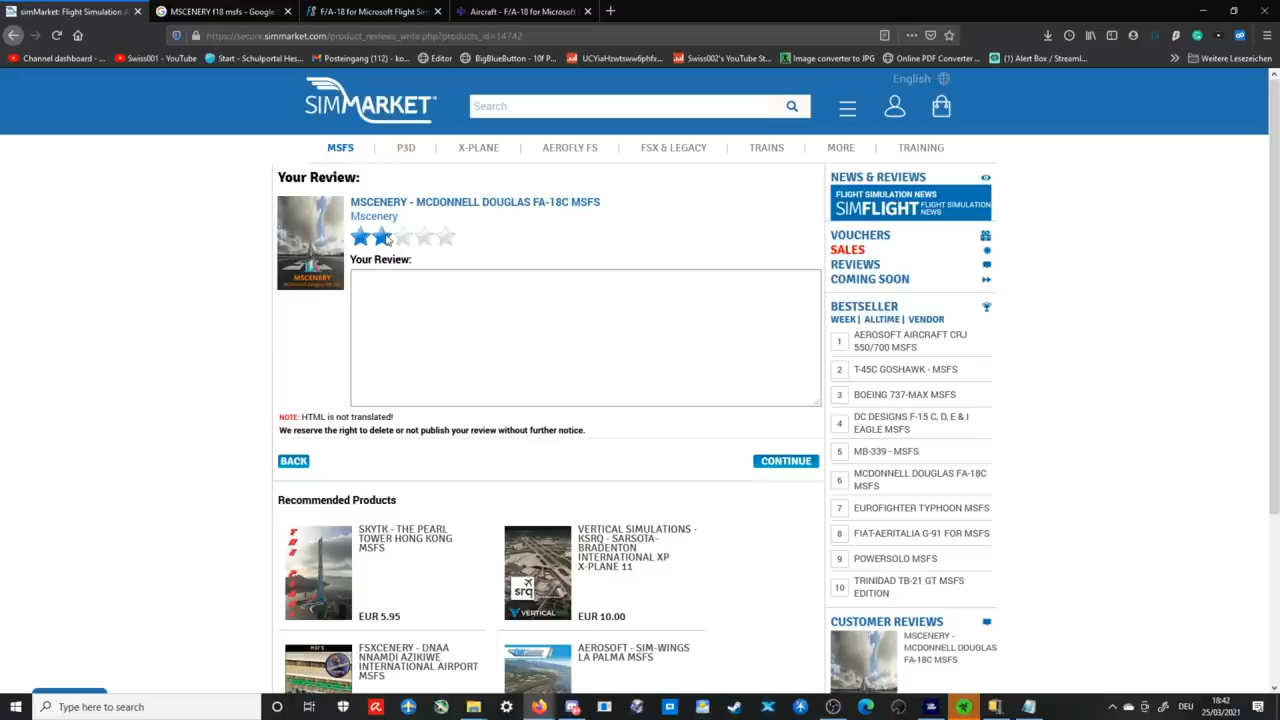 simMarket: Flight Simulation A
MSCENERY f18 msfs - Google
F/A-18 for Microsoft Flight Sim
Aircraft - F/A-18 for Microsoft
https://secure.simmarket.com/product_reviews_write.php?products_id=14742
Channel dashboard - ...
Swiss001 - YouTube
Start - Schulportal Hes...
Posteingang (112) - co...
Editor
BigBlueButton - 10f P...
UCYiaHzwtsww6phfx...
Swiss002's YouTube St...
Image converter to JPG
Online PDF Converter ...
(1) Alert Box / Streaml...
Weitere Lesezeichen
English
SIMMARKET
Search
MSFS | P3D | X-PLANE | AEROFLY FS | FSX & LEGACY | TRAINS | MORE | TRAINING
Your Review:
MSCENERY - MCDONNELL DOUGLAS FA-18C MSFS
Mscenery
MSCENERY
Your Review:
NOTE: HTML is not translated!
We reserve the right to delete or not publish your review without further notice.
BACK
CONTINUE
Recommended Products
SKYTK - THE PEARL
TOWER HONG KONG
MSFS
EUR 5.95
VERTICAL SIMULATIONS -
KSRQ - SARSOTA-
BRADENTON
INTERNATIONAL XP
X-PLANE 11
srq
VERTICAL
EUR 10.00
MSFS
FSXCENERY - DNAA
NNAMDI AZIKIWE
INTERNATIONAL AIRPORT
MSFS
AEROSOFT - SIM-WINGS
LA PALMA MSFS
NEWS & REVIEWS
FLIGHT SIMULATION NEWS
SIMFLIGHT FLIGHT SIMULATION
NEWS
VOUCHERS
SALES
REVIEWS
COMING SOON
BESTSELLER
WEEK | ALLTIME | VENDOR
1 AEROSOFT AIRCRAFT CRJ
550/700 MSFS
2 T-45C GOSHAWK - MSFS
3 BOEING 737-MAX MSFS
4 DC DESIGNS F-15 C, D, E & I
EAGLE MSFS
5 MB-339 - MSFS
6 MCDONNELL DOUGLAS FA-18C
MSFS
7 EUROFIGHTER TYPHOON MSFS
8 FIAT-AERITALIA G-91 FOR MSFS
9 POWERSOLO MSFS
10 TRINIDAD TB-21 GT MSFS
EDITION
CUSTOMER REVIEWS
MSCENERY -
MCDONNELL DOUGLAS
FA-18C MSFS
Type here to search
DEU
18:42
25/03/2021